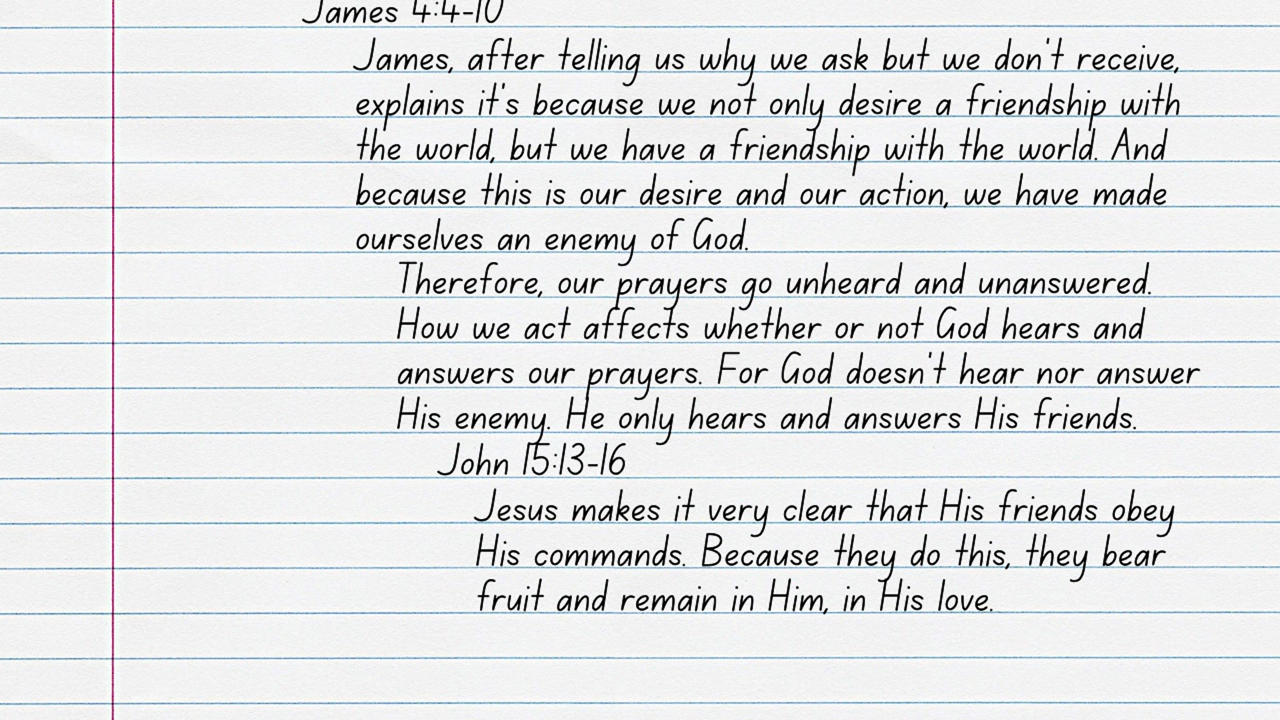 James 4:4-10
James, after telling us why we ask but we don't receive,
explains it's because we not only desire a friendship with
the world, but we have a friendship with the world. And
because this is our desire and our action, we have made
ourselves an enemy of God.
Therefore, our prayers go unheard and unanswered.
How we act affects whether or not God hears and
answers our prayers. For God doesn't hear nor answer
His enemy. He only hears and answers His friends.
John 15:13-16
Jesus makes it very clear that His friends obey
His commands. Because they do this, they bear
fruit and remain in Him, in His love.